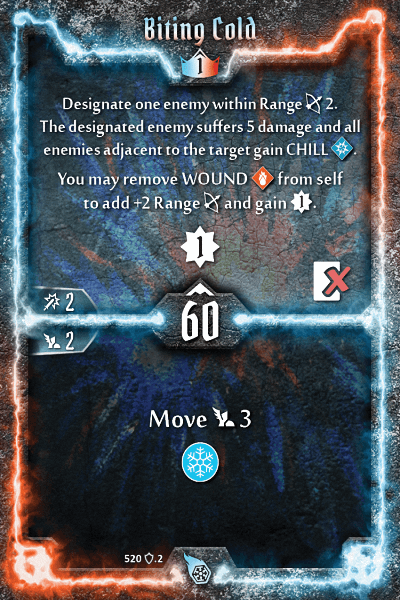 Biting Cold
1
Designate one enemy within Range 2.
The designated enemy suffers 5 damage and all
enemies adjacent to the target gain CHILL.
You may remove WOUND from self
to add +2 Range and gain 1.
1
2
60
2
Move 3
520 .2